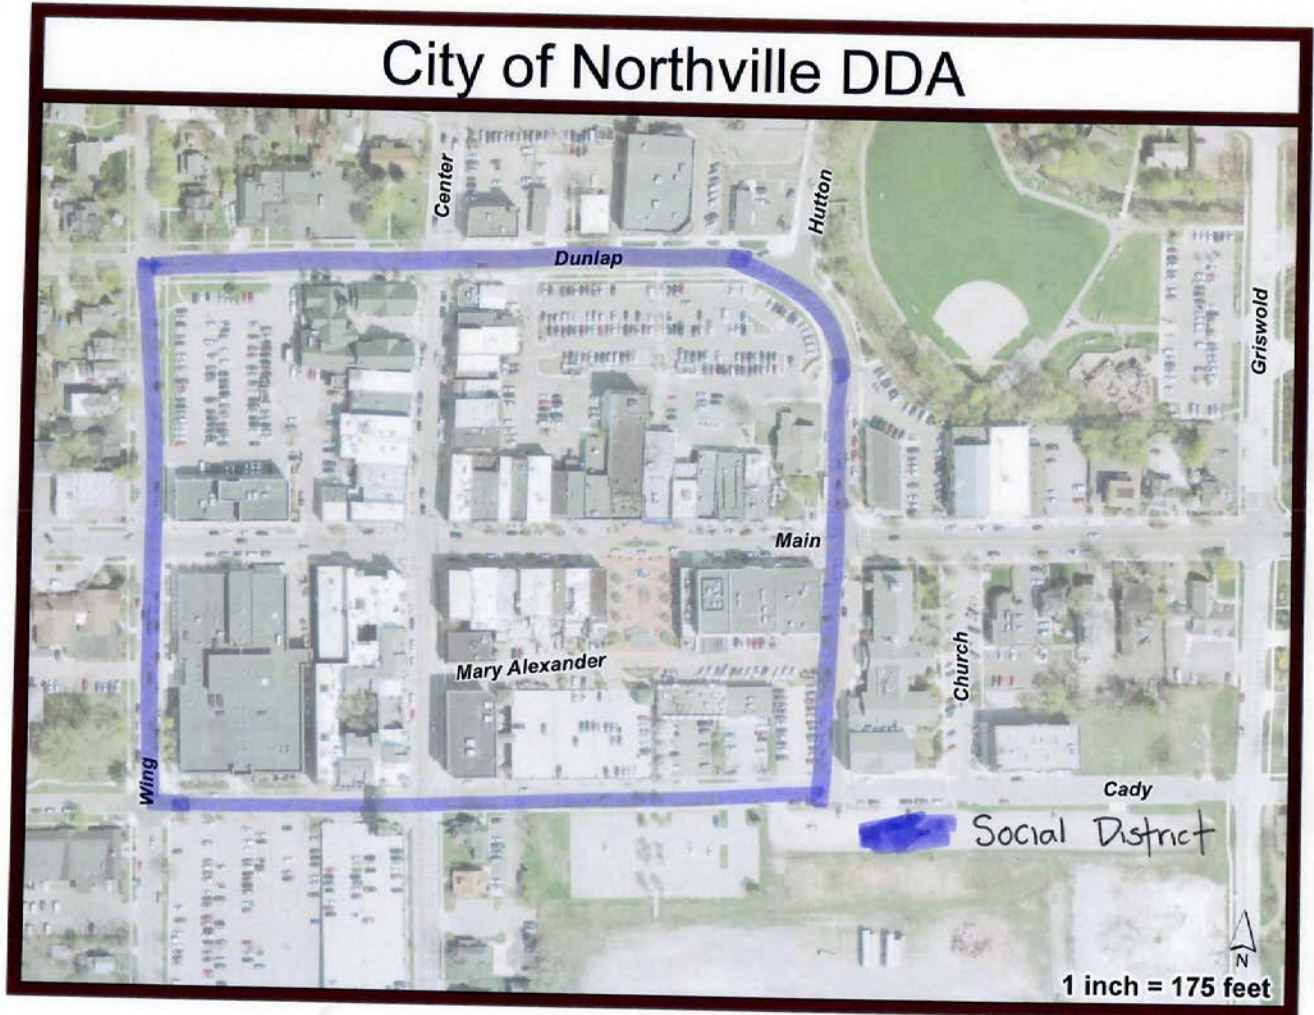 City of Northville DDA
Center
Hutton
Dunlap
Griswold
Main
Church
Mary Alexander
Wing
Cady
Social District
N
1 inch = 175 feet